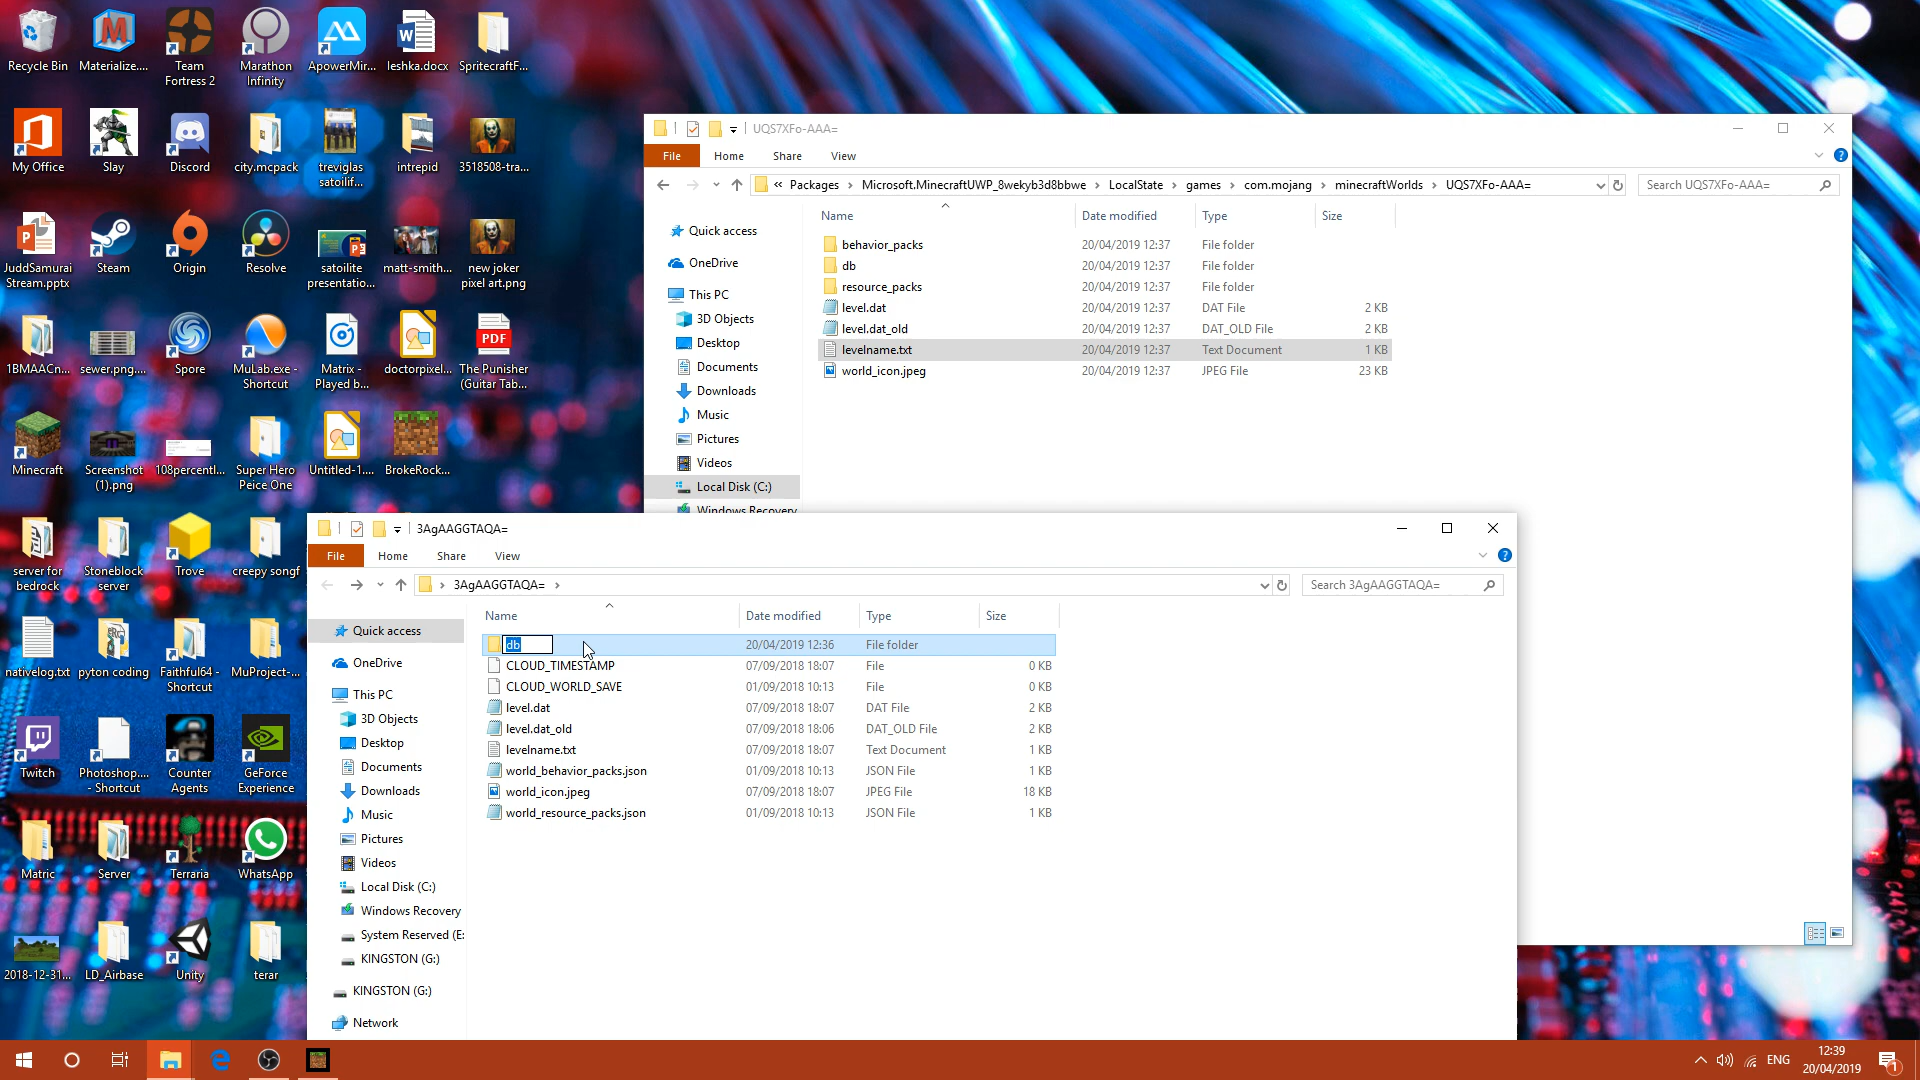 Recycle Bin
Materialize....
Team Fortress 2
Marathon Infinity
ApowerMir...
leshka.docx
SpritecraftF...
My Office
Slay
Discord
city.mcpack
treviglas satoilif...
intrepid
3518508-tra...
JuddSamurai Stream.pptx
Steam
Origin
Resolve
satoilite presentatio...
matt-smith...
new joker pixel art.png
1BMAACn...
sewer.png....
Spore
MuLab.exe - Shortcut
Matrix - Played b...
doctorpixel...
PDF
The Punisher (Guitar Tab...
Minecraft
Screenshot (1).png
108percentl...
Super Hero Peice One
Untitled-1....
BrokeRock...
server for bedrock
Stoneblock server
Trove
creepy songf
nativelog.txt
pyton coding
Faithful64 - Shortcut
MuProject-...
Twitch
Photoshop.... - Shortcut
Counter Agents
GeForce Experience
Matric
Server
Terraria
WhatsApp
2018-12-31...
LD_Airbase
Unity
terar
UQS7XFo-AAA=
File Home Share View
« Packages > Microsoft.MinecraftUWP_8wekyb3d8bbwe > LocalState > games > com.mojang > minecraftWorlds > UQS7XFo-AAA=
Search UQS7XFo-AAA=
Name Date modified Type Size
Quick access
OneDrive
This PC
3D Objects
Desktop
Documents
Downloads
Music
Pictures
Videos
Local Disk (C:)
Windows Recovery
behavior_packs 20/04/2019 12:37 File folder
db 20/04/2019 12:37 File folder
resource_packs 20/04/2019 12:37 File folder
level.dat 20/04/2019 12:37 DAT File 2 KB
level.dat_old 20/04/2019 12:37 DAT_OLD File 2 KB
levelname.txt 20/04/2019 12:37 Text Document 1 KB
world_icon.jpeg 20/04/2019 12:37 JPEG File 23 KB
3AgAAGGTAQA=
File Home Share View
> 3AgAAGGTAQA= >
Search 3AgAAGGTAQA=
Name Date modified Type Size
Quick access
OneDrive
This PC
3D Objects
Desktop
Documents
Downloads
Music
Pictures
Videos
Local Disk (C:)
Windows Recovery
System Reserved (E:
KINGSTON (G:)
KINGSTON (G:)
Network
db 20/04/2019 12:36 File folder
CLOUD_TIMESTAMP 07/09/2018 18:07 File 0 KB
CLOUD_WORLD_SAVE 01/09/2018 10:13 File 0 KB
level.dat 07/09/2018 18:07 DAT File 2 KB
level.dat_old 07/09/2018 18:06 DAT_OLD File 2 KB
levelname.txt 07/09/2018 18:07 Text Document 1 KB
world_behavior_packs.json 01/09/2018 10:13 JSON File 1 KB
world_icon.jpeg 07/09/2018 18:07 JPEG File 18 KB
world_resource_packs.json 01/09/2018 10:13 JSON File 1 KB
ENG
12:39
20/04/2019
1